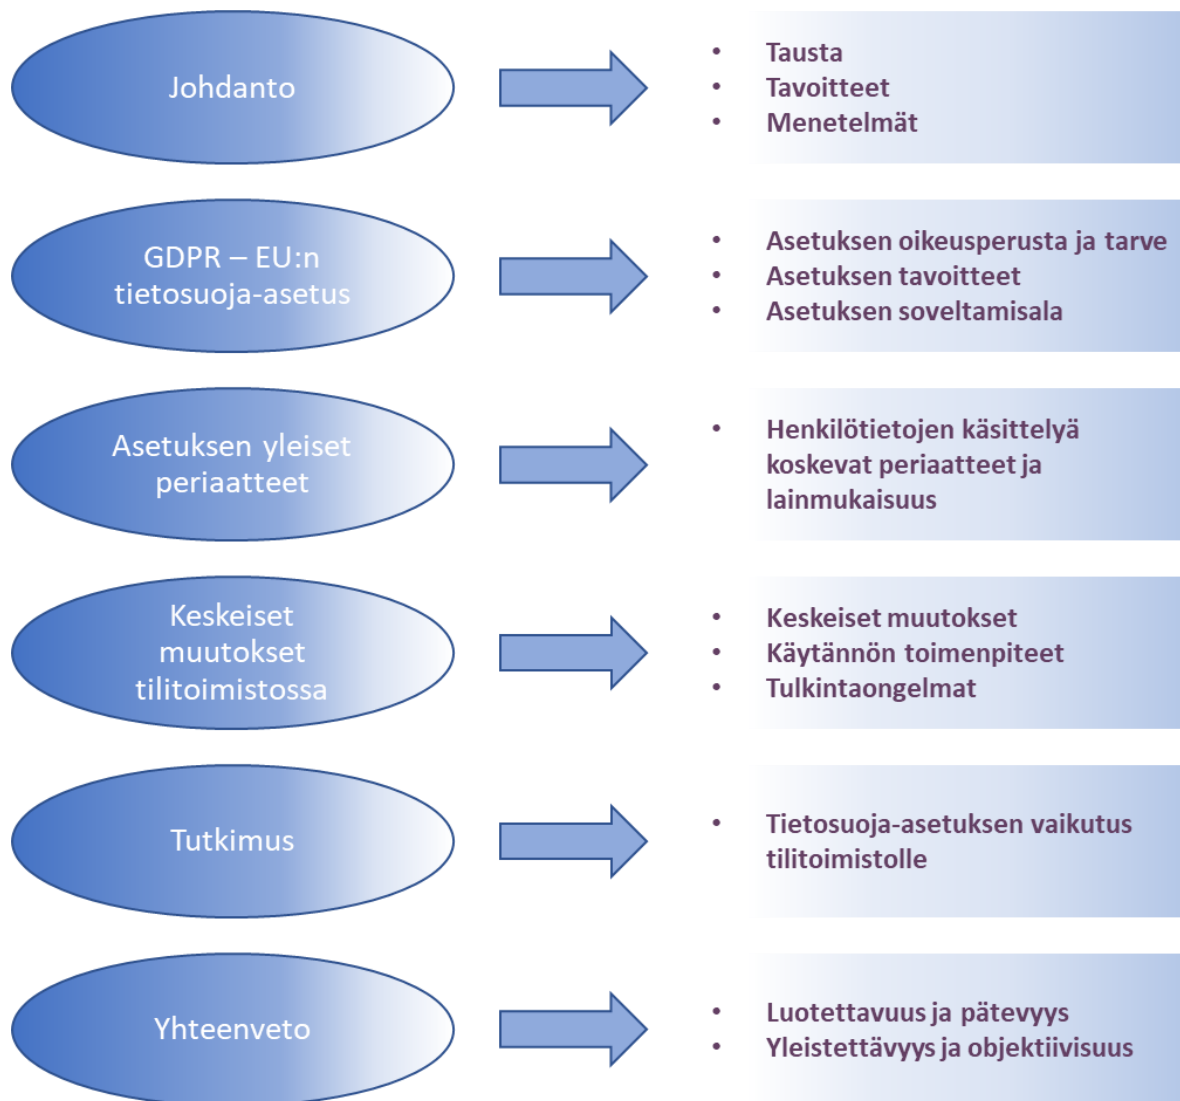 Johdanto
• Tausta
• Tavoitteet
• Menetelmät
GDPR – EU:n
tietosuoja-asetus
• Asetuksen oikeusperusta ja tarve
• Asetuksen tavoitteet
• Asetuksen soveltamisala
Asetuksen yleiset
periaatteet
• Henkilötietojen käsittelyä
koskevat periaatteet ja
lainmukaisuus
Keskeiset
muutokset
tilitoimistossa
• Keskeiset muutokset
• Käytännön toimenpiteet
• Tulkintaongelmat
Tutkimus
• Tietosuoja-asetuksen vaikutus
tilitoimistolle
Yhteenveto
• Luotettavuus ja pätevyys
• Yleistettävyys ja objektiivisuus